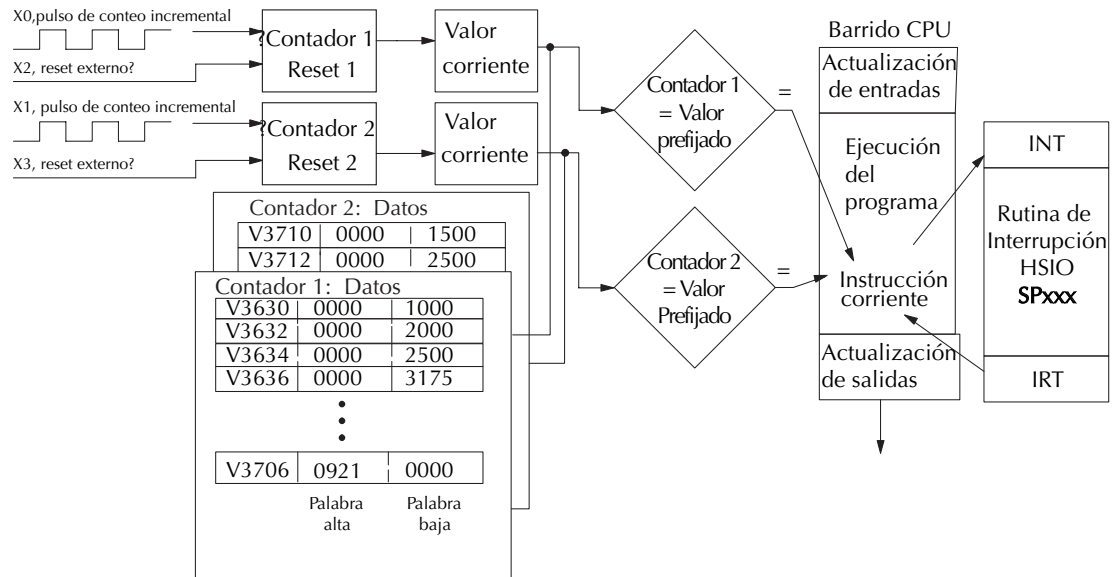 X0,pulso de conteo incremental
X2, reset externo?
?Contador 1
Reset 1
Valor
corriente
X1, pulso de conteo incremental
X3, reset externo?
?Contador 2
Reset 2
Valor
corriente
Contador 2: Datos
V3710 0000 1500
V3712 0000 2500
Contador 1: Datos
V3630 0000 1000
V3632 0000 2000
V3634 0000 2500
V3636 0000 3175
V3706 0921 0000
Palabra
alta
Palabra
baja
Contador 1
= Valor
prefijado
=
Contador 2
= Valor
Prefijado
=
Barrido CPU
Actualización
de entradas
Ejecución
del
programa
Instrucción
corriente
Actualización
de salidas
INT
Rutina de
Interrupción
HSIO
SPxxx
IRT